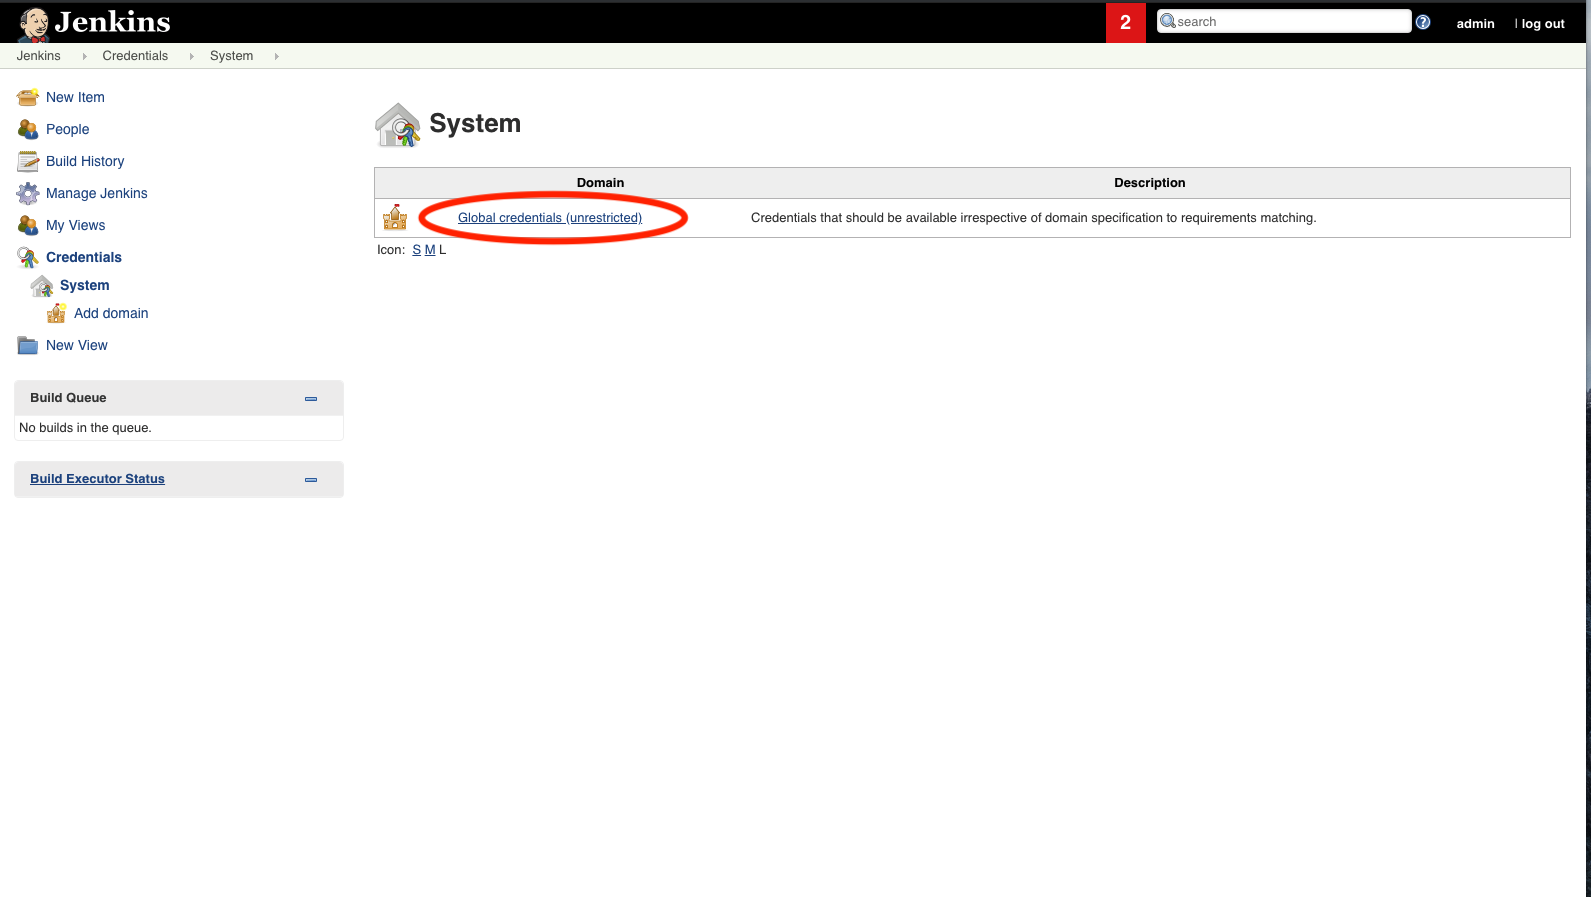 Jenkins
2
search
admin
| log out
Jenkins
Credentials
System
New Item
People
Build History
Manage Jenkins
My Views
Credentials
System
Add domain
New View
Build Queue
No builds in the queue.
Build Executor Status
System
Domain Description
Global credentials (unrestricted) Credentials that should be available irrespective of domain specification to requirements matching.
Icon: S M L